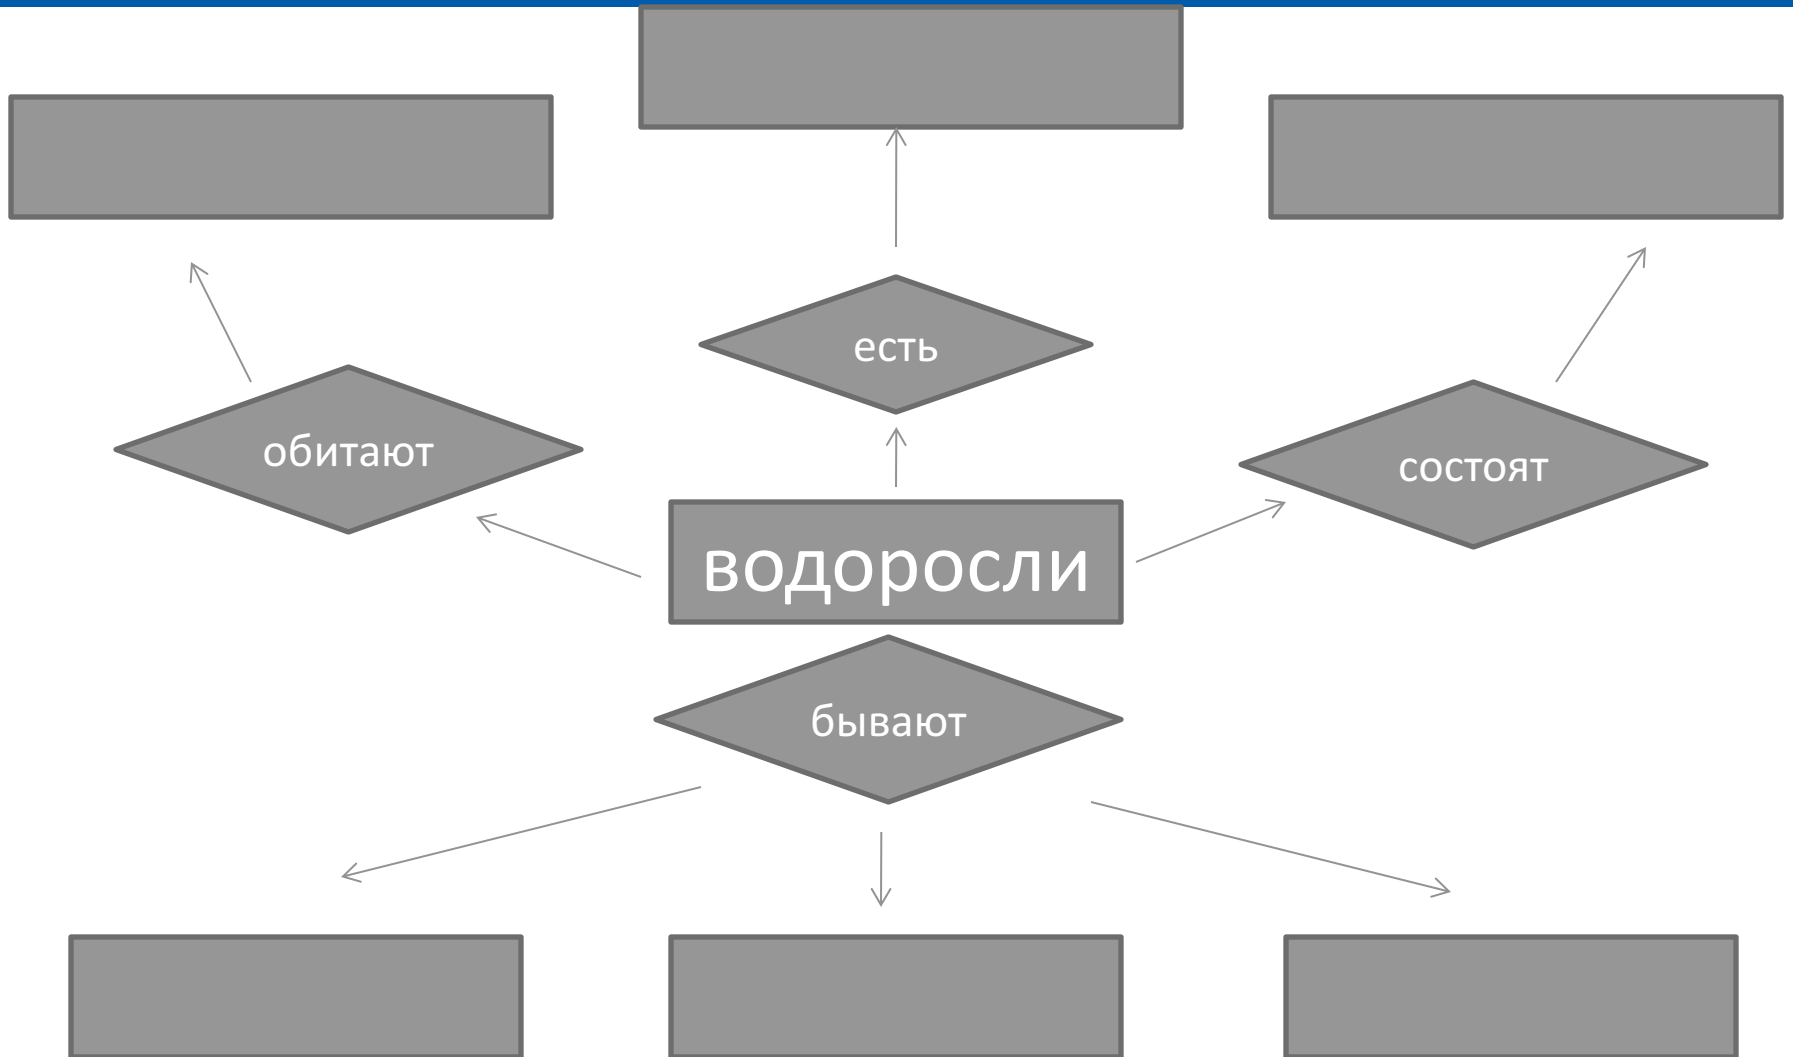 есть
обитают
состоят
водоросли
бывают